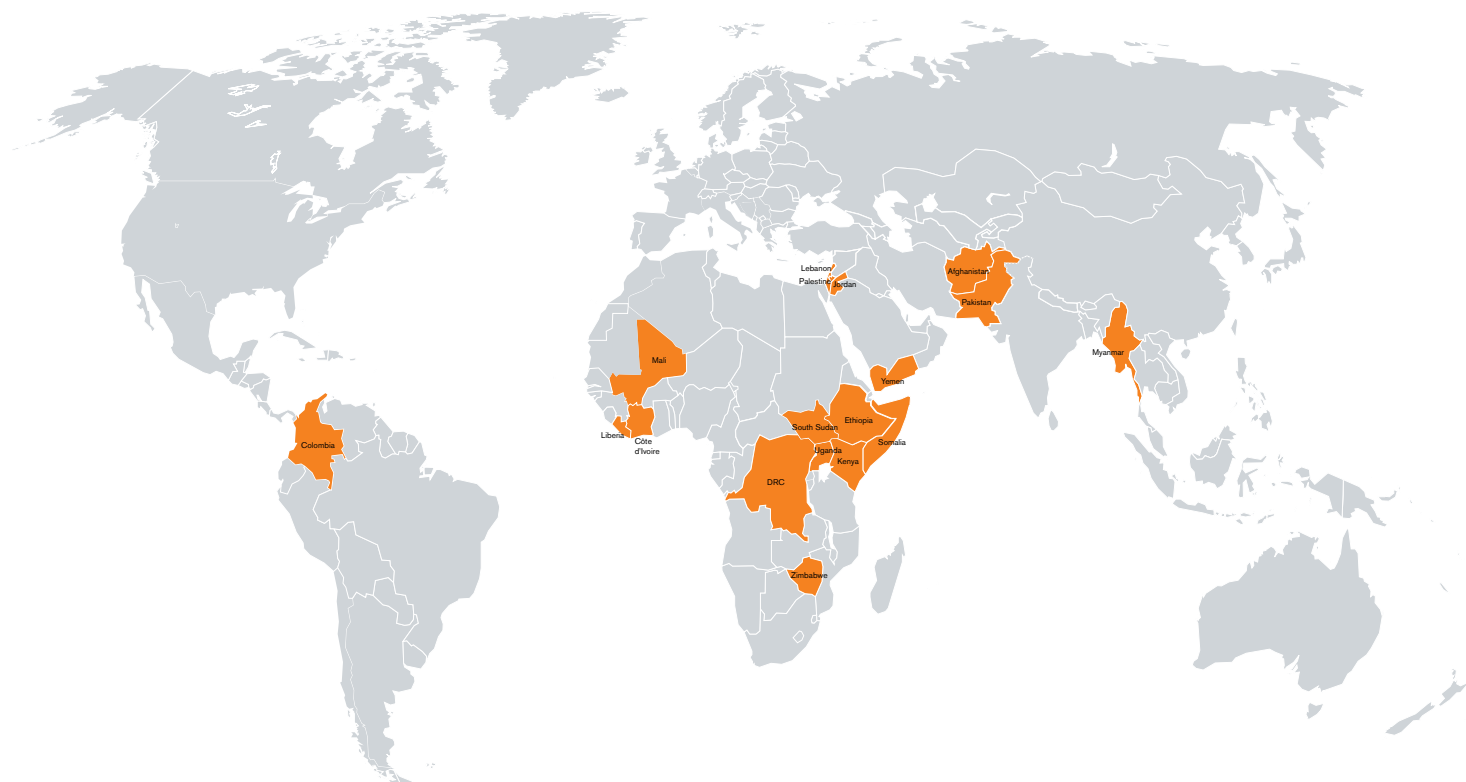 Lebanon
Afghanistan
Palestine
Jordan
Pakistan
Myanmar
Mali
Yemen
Ethiopia
South Sudan
Liberia
Côte
d'Ivoire
Somalia
Colombia
Uganda
Kenya
DRC
Zimbabwe